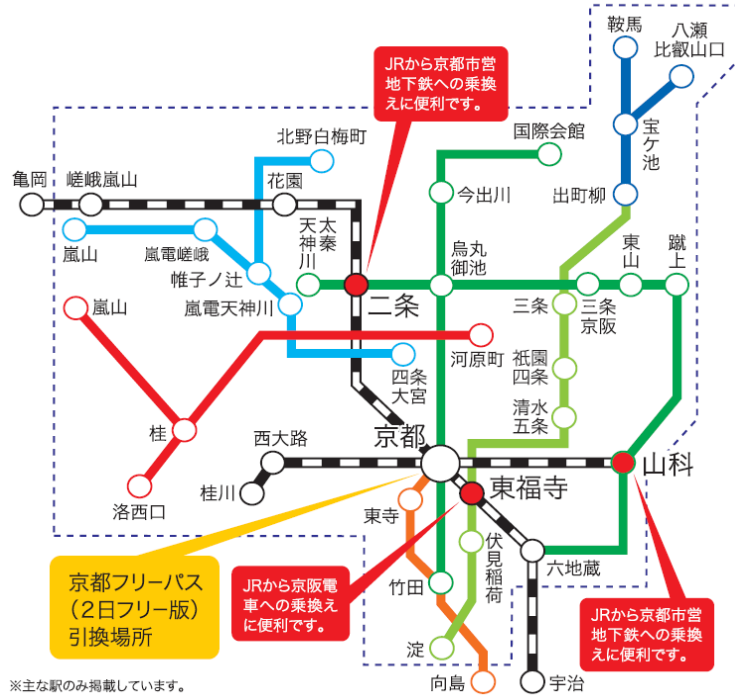 鞍馬
八瀬
比叡山口
JRから京都市営
地下鉄への乗換
えに便利です。
宝ケ池
国際会館
北野白梅町
出町柳
今出川
亀岡
嵯峨嵐山
花園
太秦
天神川
烏丸
御池
東山
蹴上
嵐山
嵐電嵯峨
帷子ノ辻
二条
三条
三条
京阪
嵐電天神川
嵐山
河原町
四条
大宮
祇園
四条
清水
五条
桂
京都
西大路
山科
桂川
東福寺
洛西口
東寺
伏見
稲荷
六地蔵
竹田
京都フリーパス
(2日フリー版)
引換場所
JRから京阪電
車への乗換え
に便利です。
JRから京都市営
地下鉄への乗換
えに便利です。
淀
向島
宇治
※主な駅のみ掲載しています。